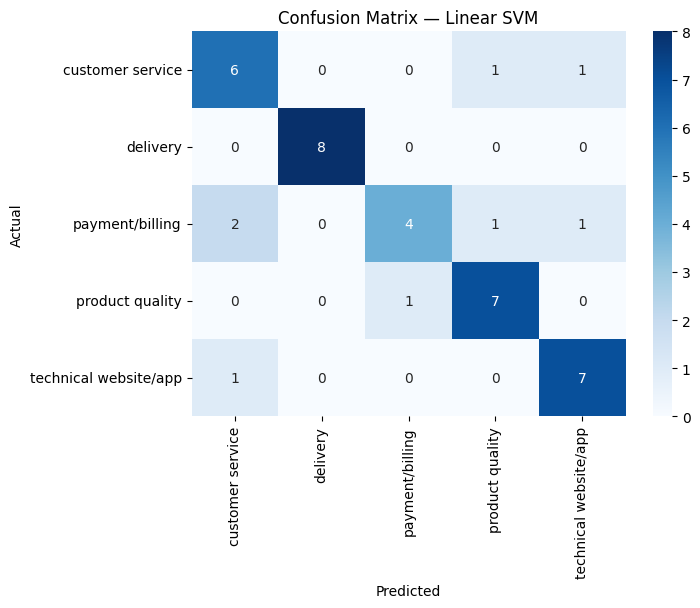 Confusion Matrix — Linear SVM
customer service 6 0 0 1 1
delivery 0 8 0 0 0
payment/billing 2 0 4 1 1
product quality 0 0 1 7 0
technical website/app 1 0 0 0 7
Actual
customer service
delivery
payment/billing
product quality
technical website/app
Predicted
8
7
6
5
4
3
2
1
0